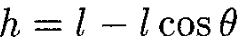 h = l − l cos θ